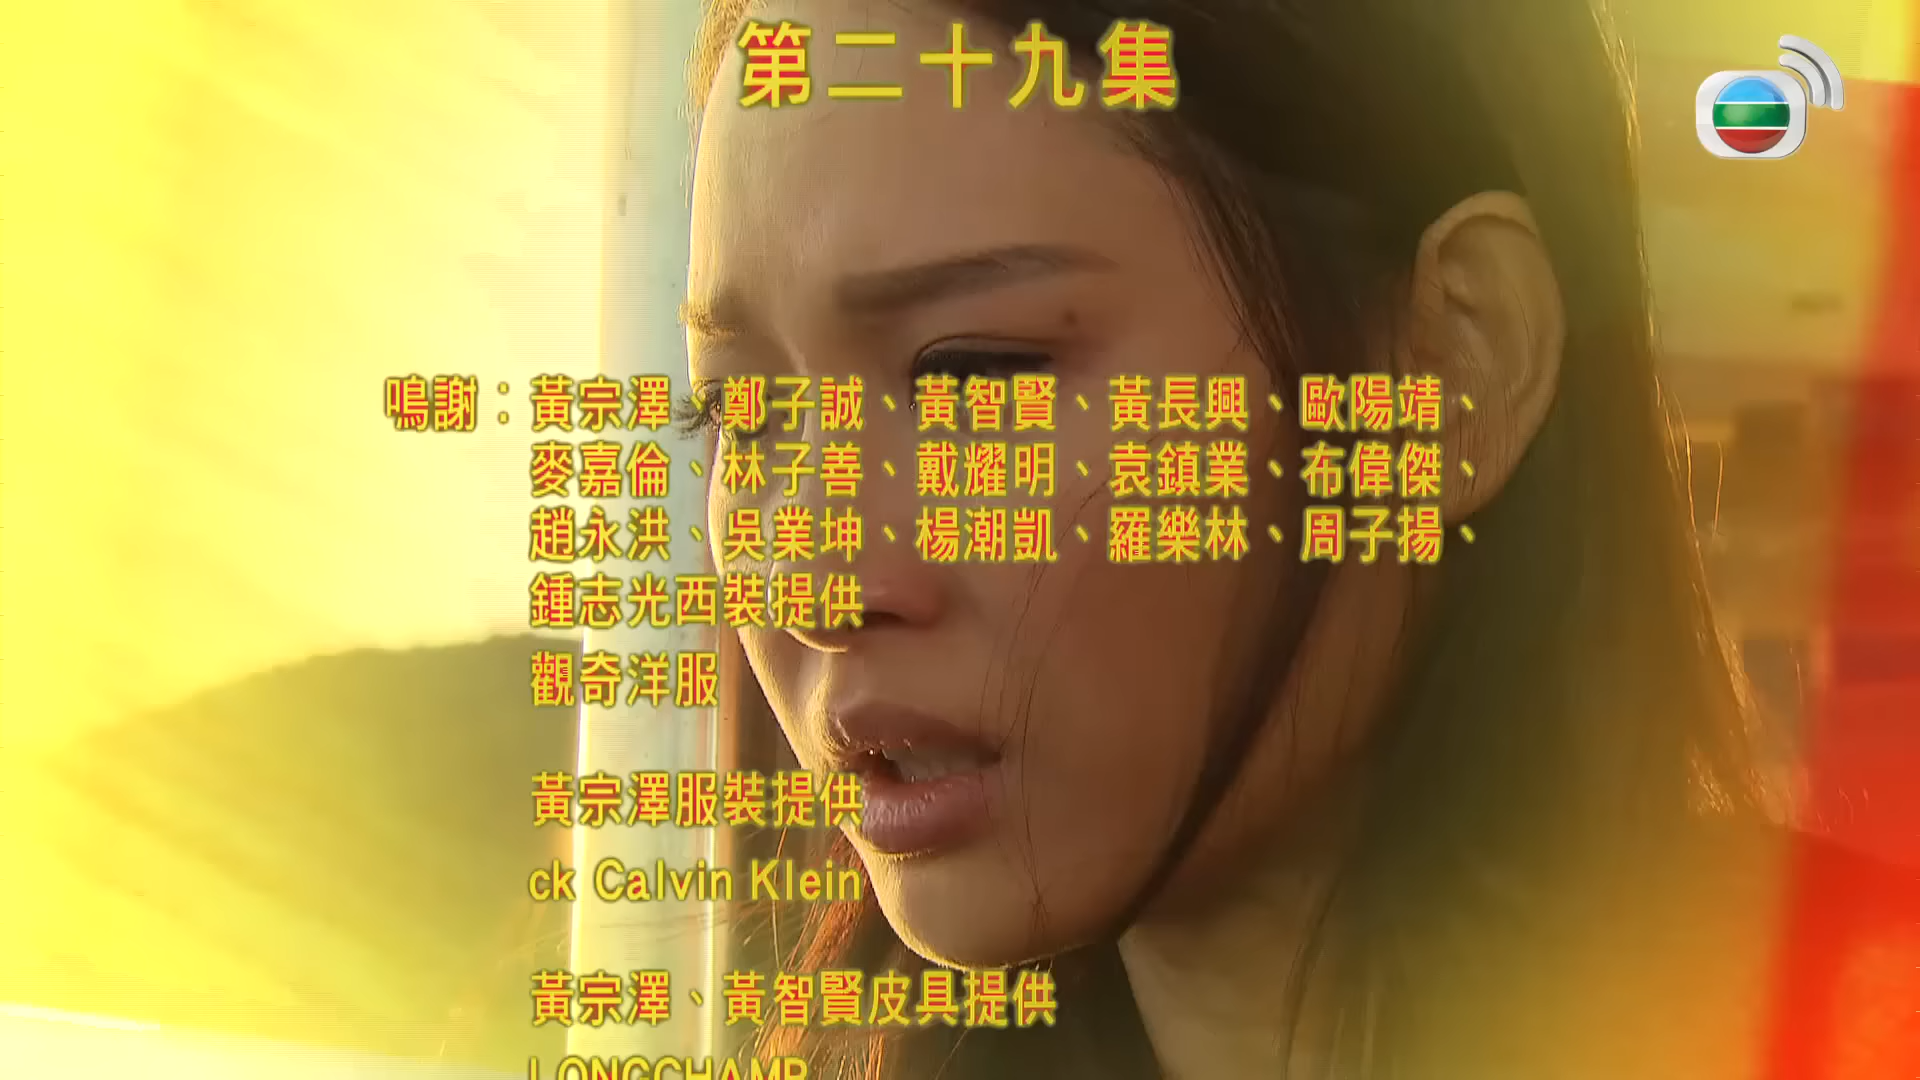 第二十九集
鳴謝：黃宗澤、鄭子誠、黃智賢、黃長興、歐陽靖、
麥嘉倫、林子善、戴耀明、袁鎮業、布偉傑、
趙永洪、吳業坤、楊潮凱、羅樂林、周子揚、
鍾志光西裝提供
觀奇洋服
黃宗澤服裝提供
ck Calvin Klein
黃宗澤、黃智賢皮具提供
LONGCHAMP